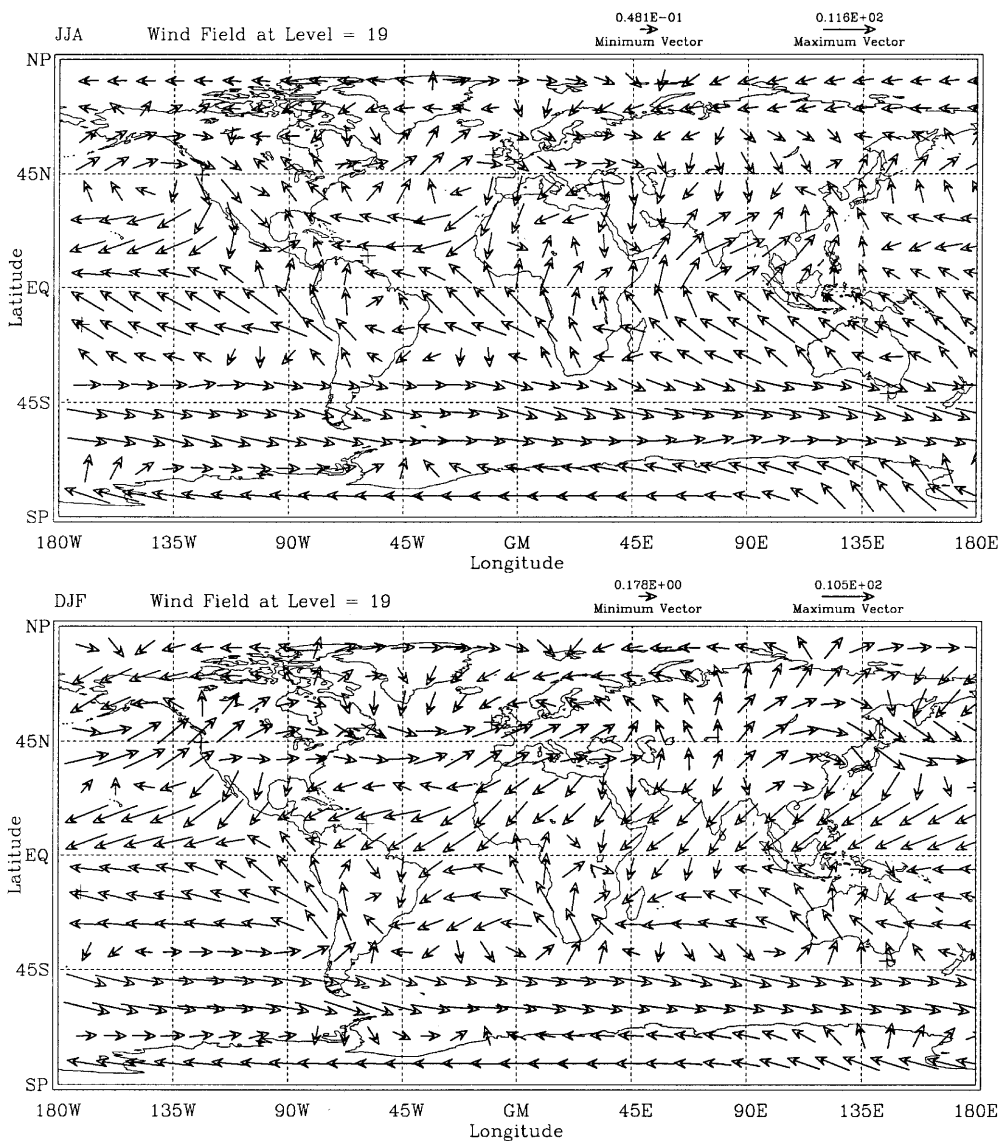 0.481E−01 0.116E+02
JJA Wind Field at Level = 19 Minimum Vector Maximum Vector
NP
45N
EQ
45S
SP
Latitude
180W 135W 90W 45W GM 45E 90E 135E 180E
Longitude
0.178E+00 0.105E+02
DJF Wind Field at Level = 19 Minimum Vector Maximum Vector
NP
45N
EQ
45S
SP
Latitude
180W 135W 90W 45W GM 45E 90E 135E 180E
Longitude